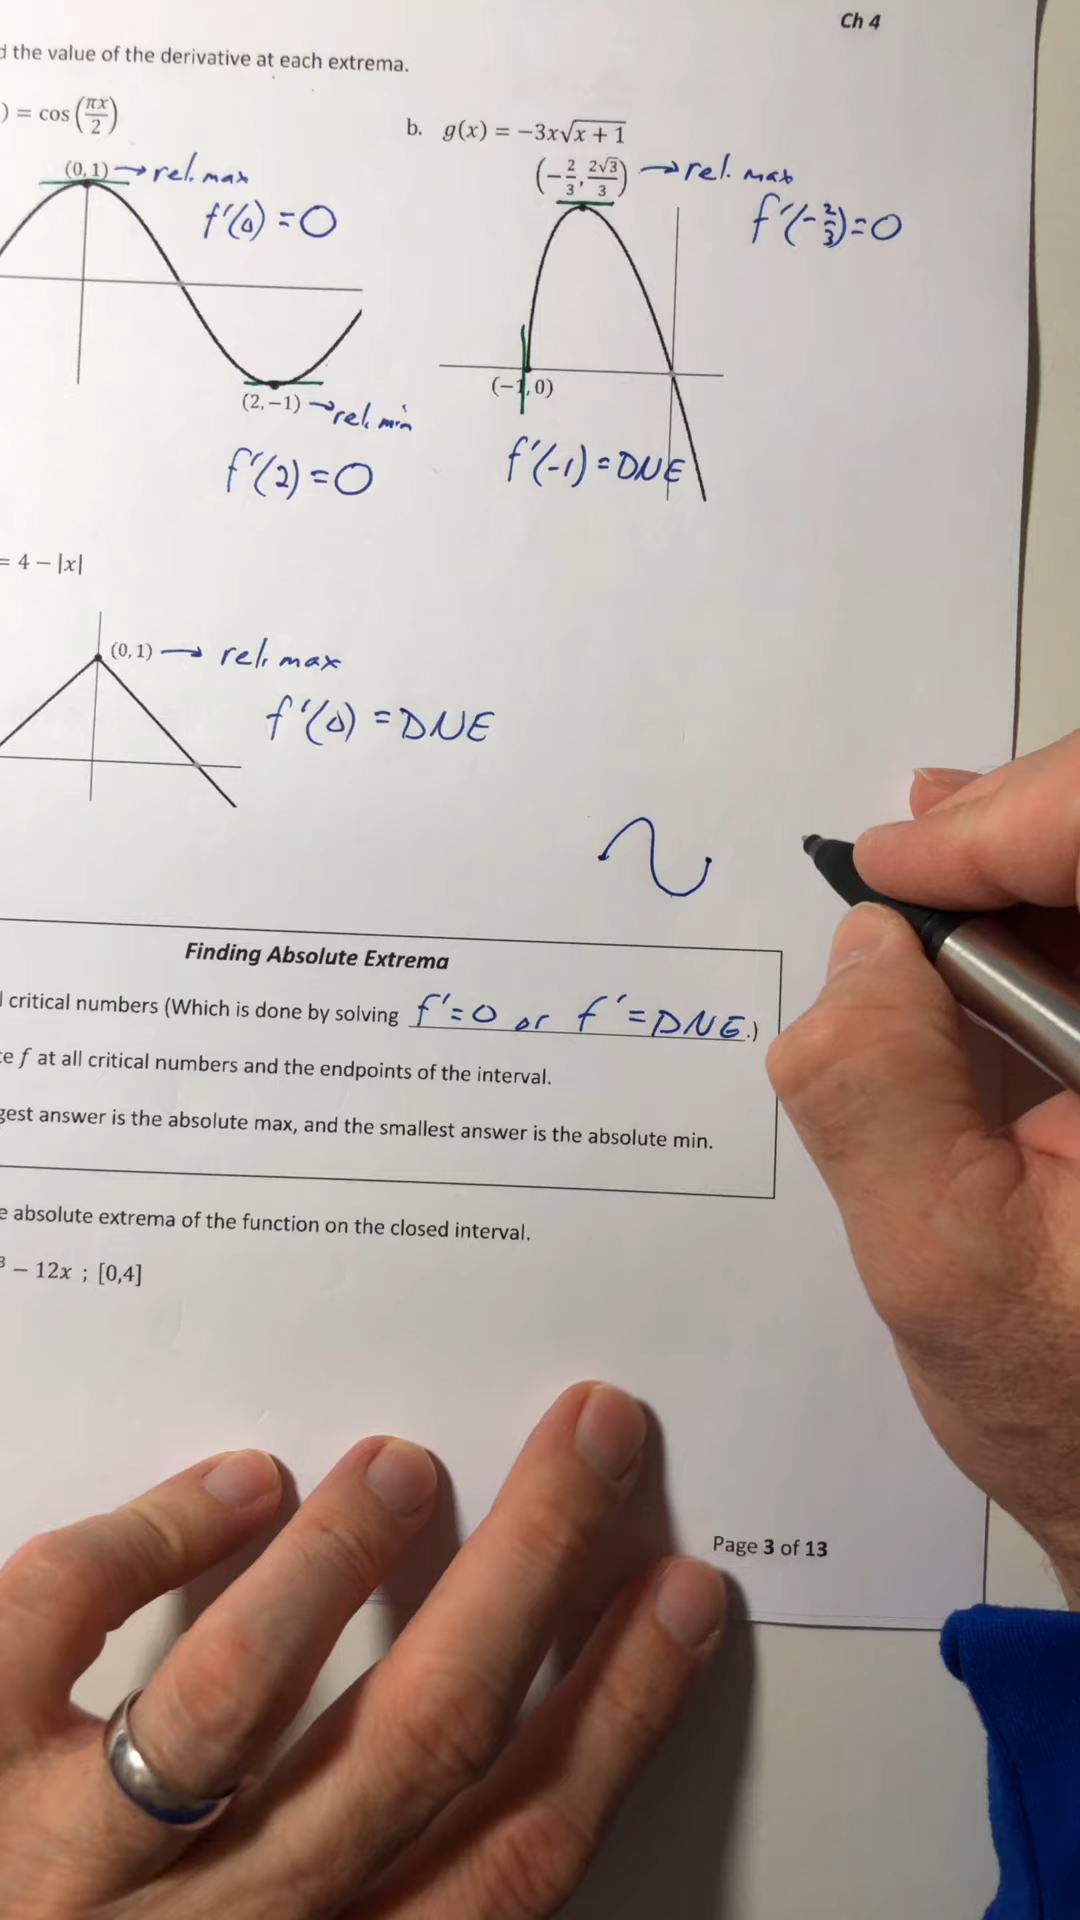 Ch 4
d the value of the derivative at each extrema.
) = cos (πx/2)
b. g(x) = −3x√x + 1
(0, 1) → rel. max
f'(0) = 0
(−2/3, 2√3/3) → rel. max
f'(-2/3) = 0
(2, −1) → rel. min
f'(2) = 0
(−1, 0)
f'(-1) = DNE
= 4 − |x|
(0, 1) → rel. max
f'(0) = DNE
Finding Absolute Extrema
l critical numbers (Which is done by solving f' = 0 or f' = DNE.)
te f at all critical numbers and the endpoints of the interval.
gest answer is the absolute max, and the smallest answer is the absolute min.
e absolute extrema of the function on the closed interval.
³ − 12x ; [0,4]
Page 3 of 13